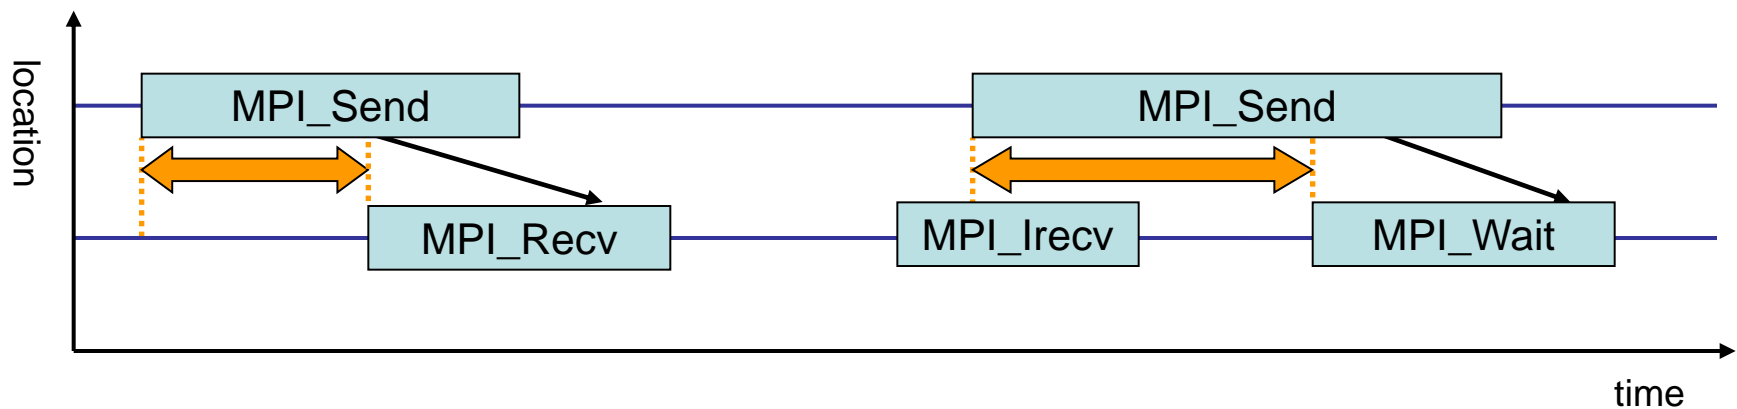 location
MPI_Send
MPI_Send
MPI_Recv
MPI_Irecv
MPI_Wait
time